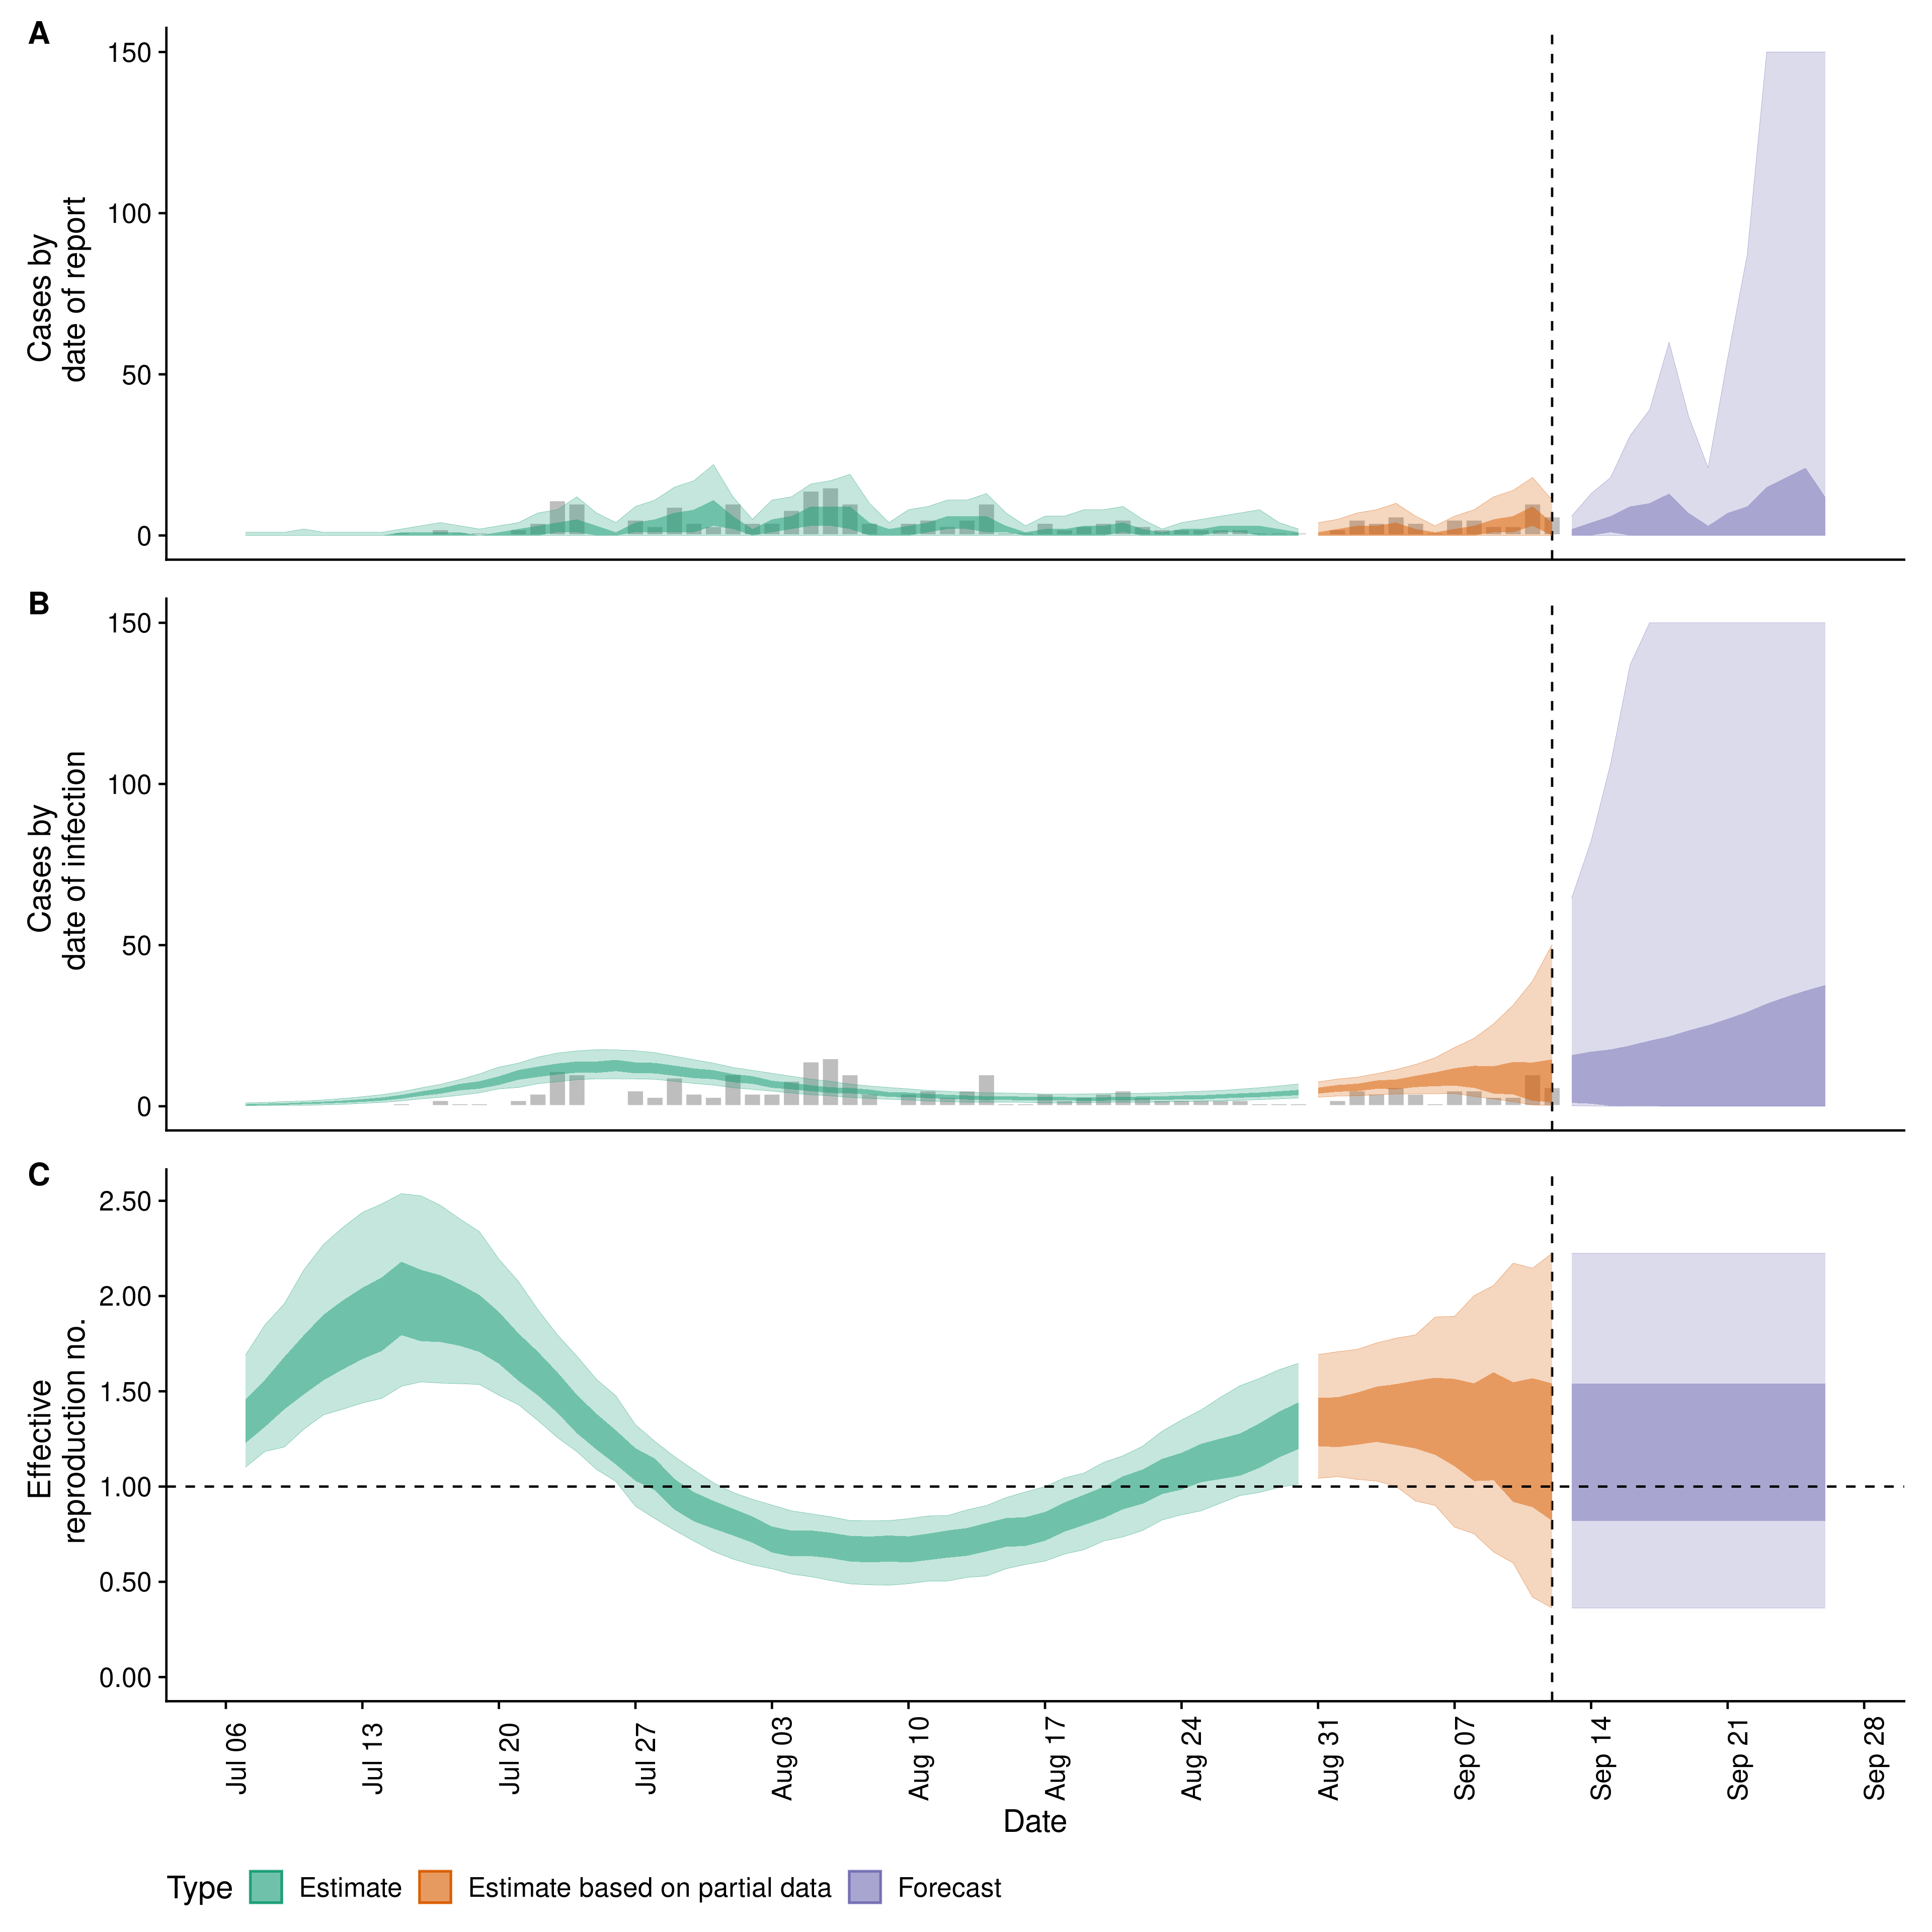 A
150
100
50
0
Cases by
date of report
B
150
100
50
0
Cases by
date of infection
C
2.50
2.00
1.50
1.00
0.50
0.00
Effective
reproduction no.
Jul 06
Jul 13
Jul 20
Jul 27
Aug 03
Aug 10
Aug 17
Aug 24
Aug 31
Sep 07
Sep 14
Sep 21
Sep 28
Date
Type Estimate Estimate based on partial data Forecast